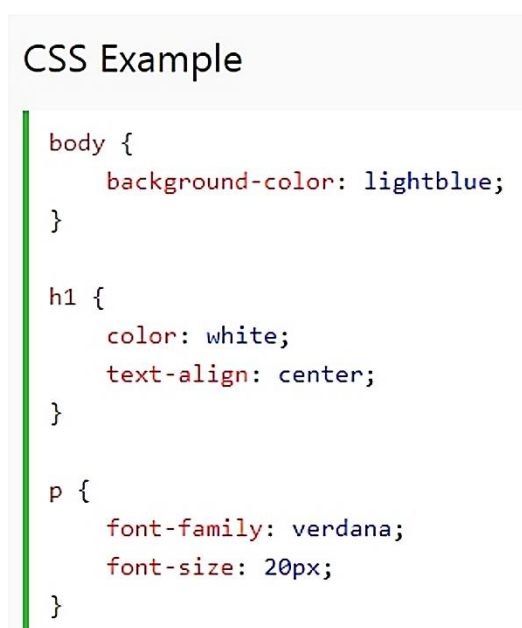 CSS Example
body {
    background-color: lightblue;
}
h1 {
    color: white;
    text-align: center;
}
p {
    font-family: verdana;
    font-size: 20px;
}